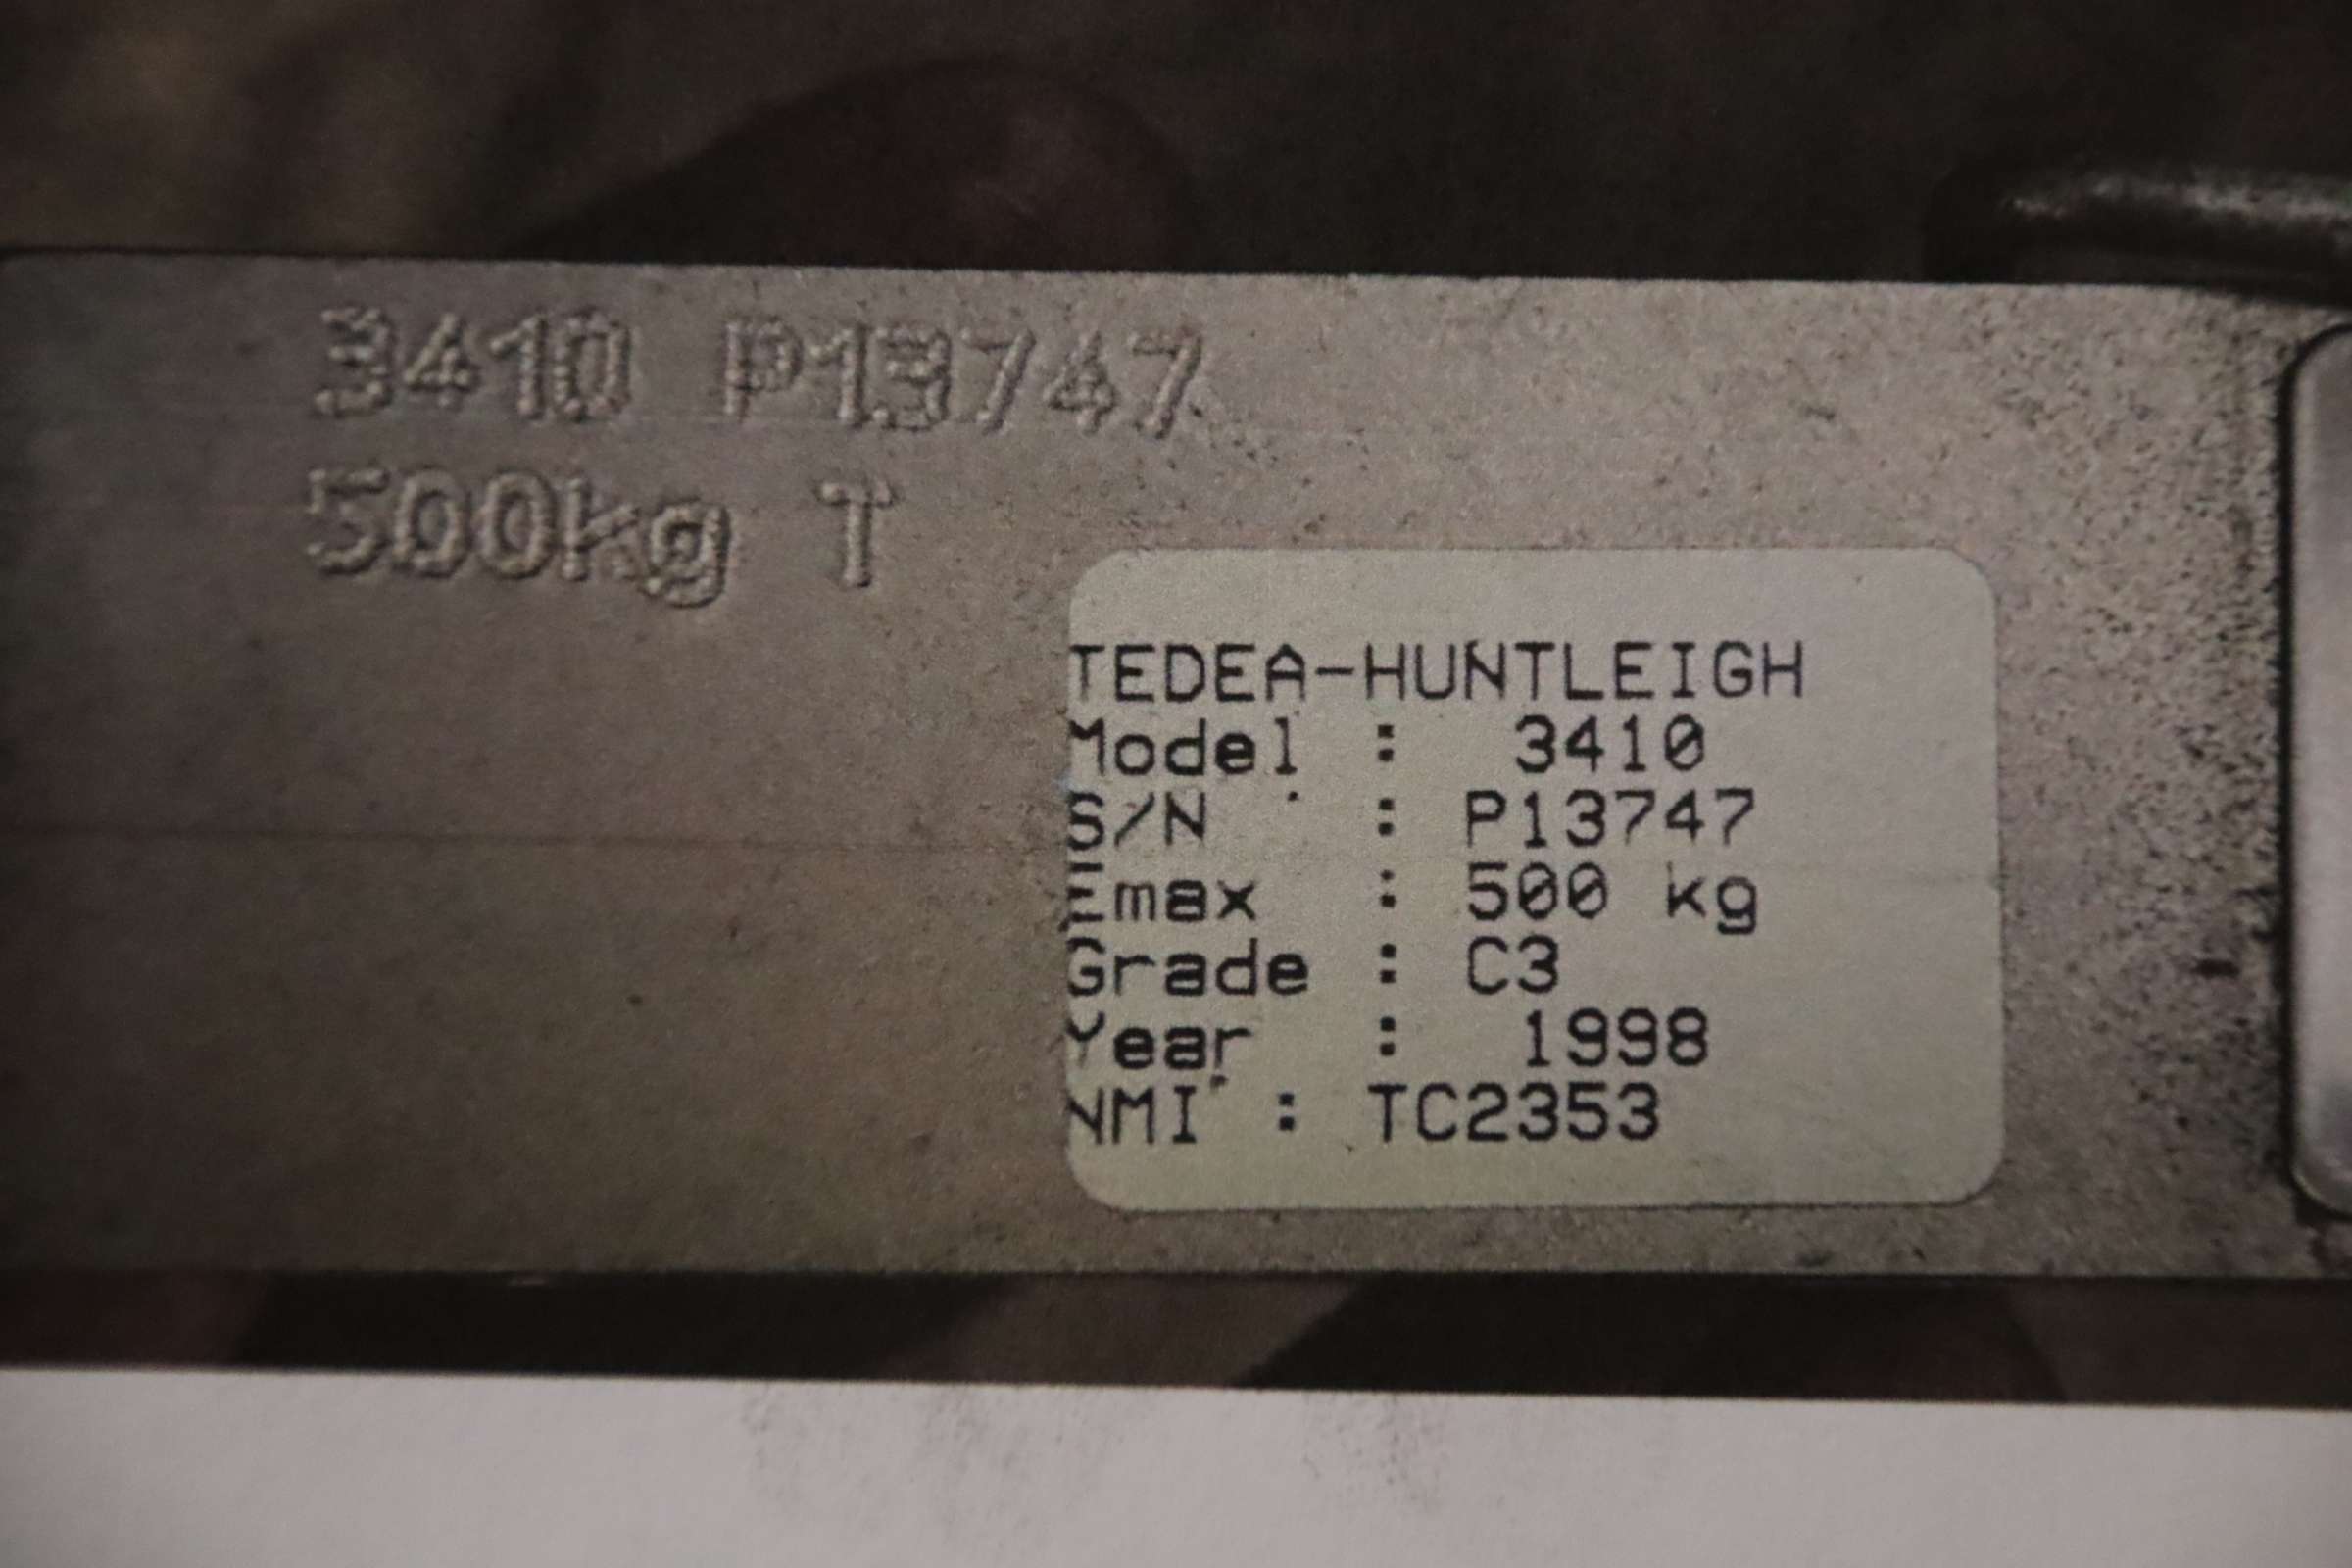 3410 P13747
500kg T
TEDEA-HUNTLEIGH
Model : 3410
S/N : P13747
Emax : 500 kg
Grade : C3
Year : 1998
NMI : TC2353